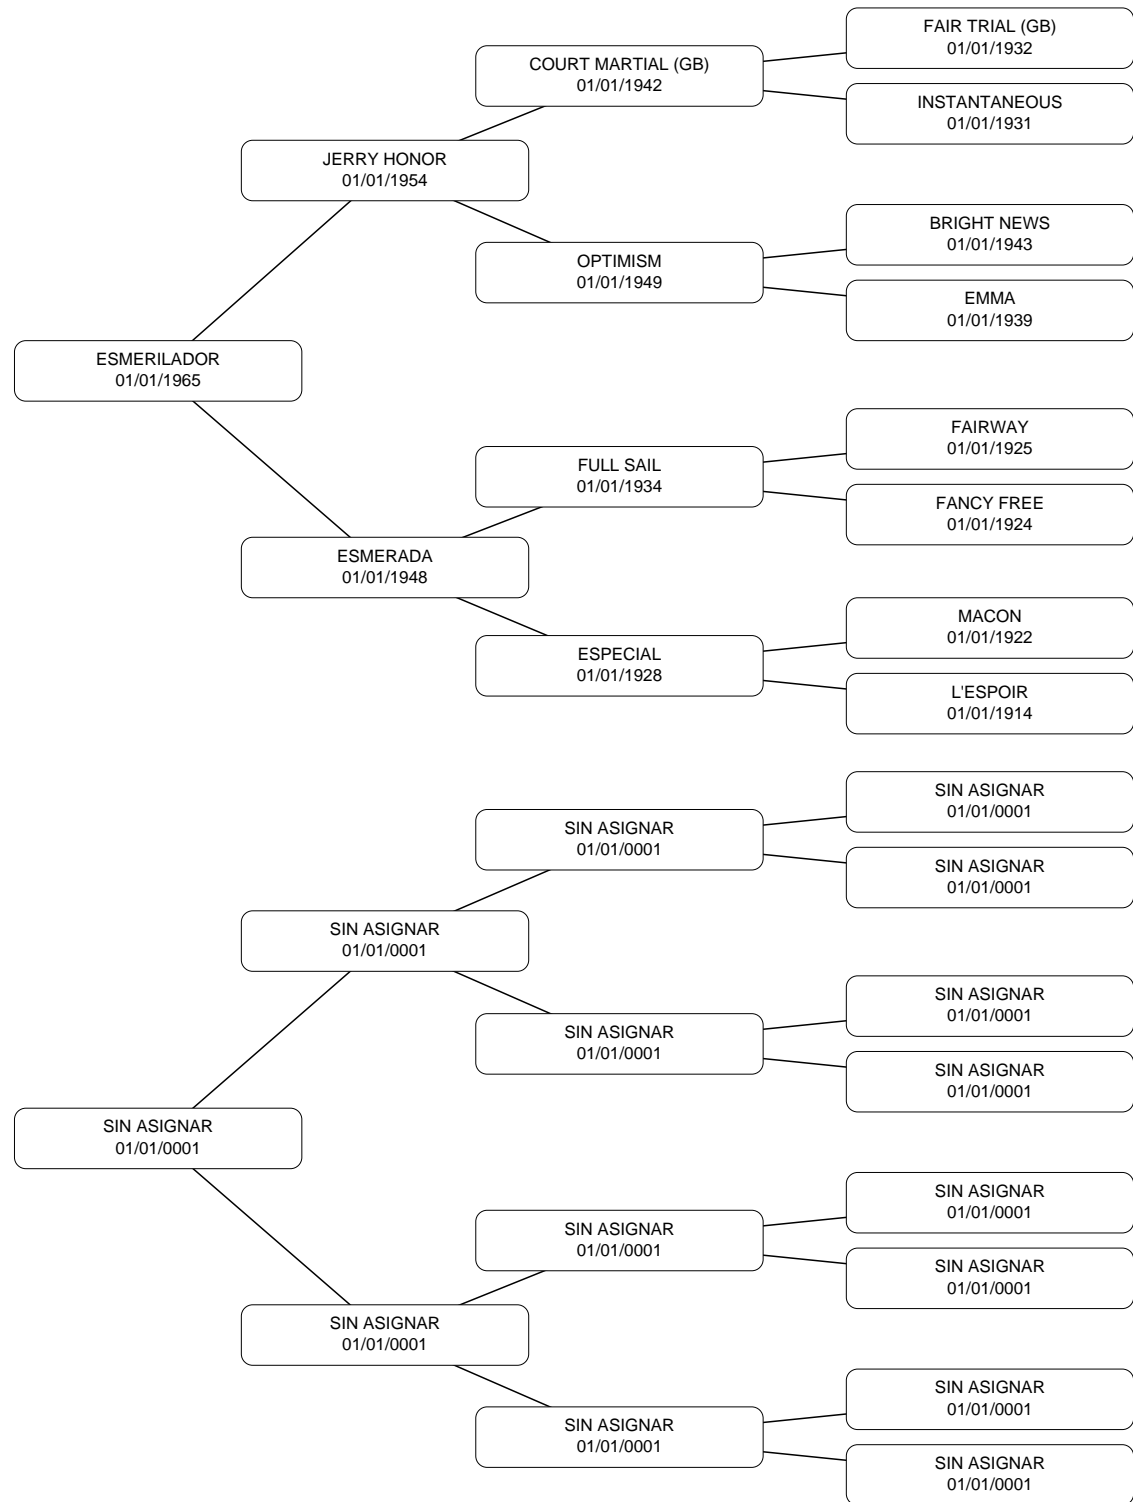 FAIR TRIAL (GB)
01/01/1932
COURT MARTIAL (GB)
01/01/1942
INSTANTANEOUS
01/01/1931
JERRY HONOR
01/01/1954
BRIGHT NEWS
01/01/1943
OPTIMISM
01/01/1949
EMMA
01/01/1939
ESMERILADOR
01/01/1965
FAIRWAY
01/01/1925
FULL SAIL
01/01/1934
FANCY FREE
01/01/1924
ESMERADA
01/01/1948
MACON
01/01/1922
ESPECIAL
01/01/1928
L'ESPOIR
01/01/1914
SIN ASIGNAR
01/01/0001
SIN ASIGNAR
01/01/0001
SIN ASIGNAR
01/01/0001
SIN ASIGNAR
01/01/0001
SIN ASIGNAR
01/01/0001
SIN ASIGNAR
01/01/0001
SIN ASIGNAR
01/01/0001
SIN ASIGNAR
01/01/0001
SIN ASIGNAR
01/01/0001
SIN ASIGNAR
01/01/0001
SIN ASIGNAR
01/01/0001
SIN ASIGNAR
01/01/0001
SIN ASIGNAR
01/01/0001
SIN ASIGNAR
01/01/0001
SIN ASIGNAR
01/01/0001